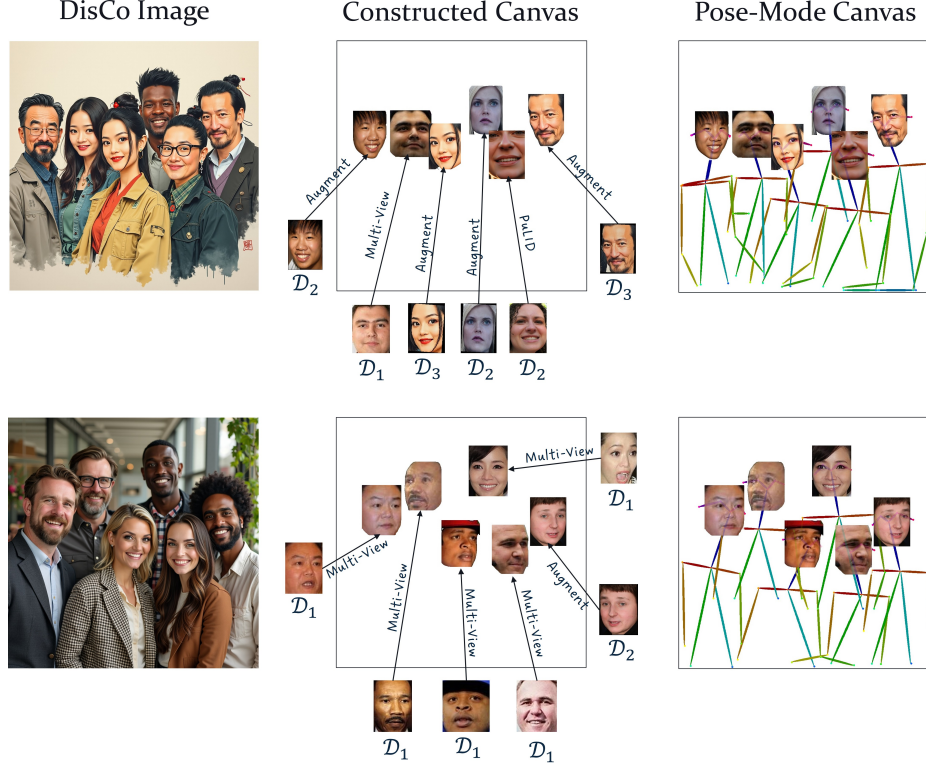 DisCo Image
Constructed Canvas
Pose-Mode Canvas
Augment
Multi-View
Augment
Augment
PuLID
Augment
𝒟₂
𝒟₃
𝒟₁
𝒟₃
𝒟₂
𝒟₂
Multi-View
𝒟₁
Multi-View
𝒟₁
Multi-View
Multi-View
Multi-View
Augment
𝒟₂
𝒟₁
𝒟₁
𝒟₁